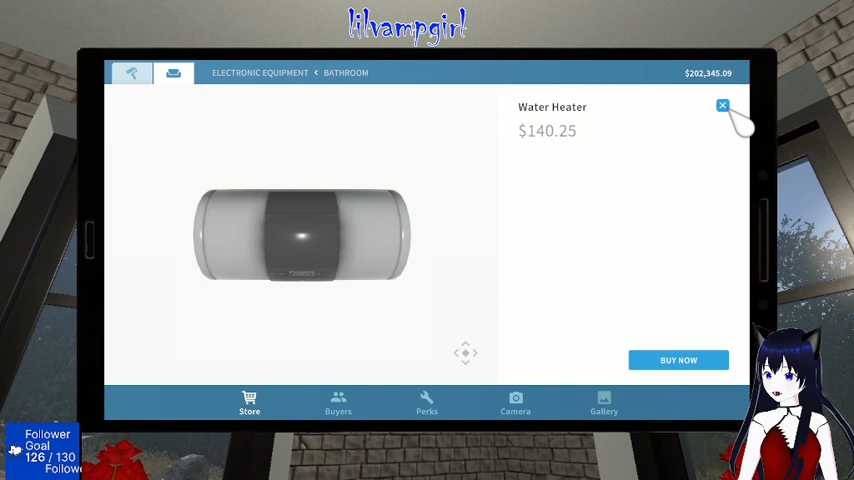 lilvampgirl
ELECTRONIC EQUIPMENT < BATHROOM
$202,345.09
Water Heater
$140.25
BUY NOW
Store
Buyers
Perks
Camera
Gallery
Follower
Goal
126 / 130
Followe